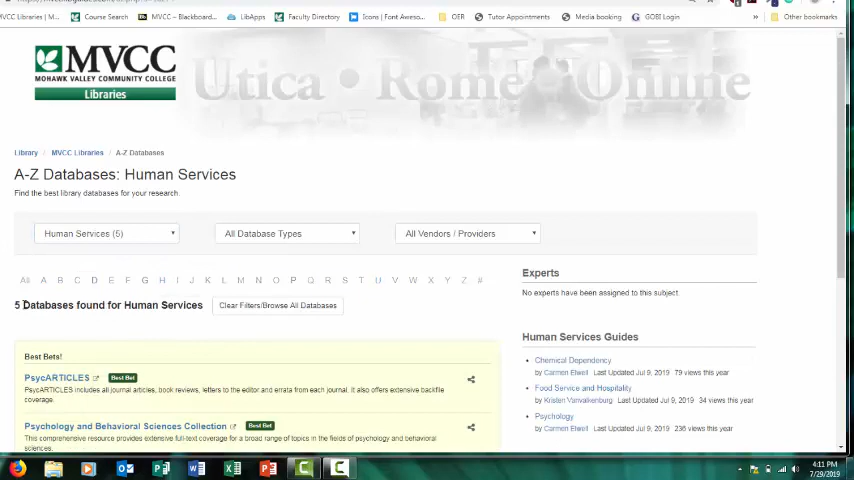 MVCC Libraries | M...
Course Search
MVCC – Blackboard...
LibApps
Faculty Directory
Icons | Font Aweso...
OER
Tutor Appointments
Media booking
GOBI Login
»
Other bookmarks
MVCC
MOHAWK VALLEY COMMUNITY COLLEGE
Libraries
Utica • Rome Online
Library / MVCC Libraries / A-Z Databases
A-Z Databases: Human Services
Find the best library databases for your research.
Human Services (5)
All Database Types
All Vendors / Providers
All A B C D E F G H I J K L M N O P Q R S T U V W X Y Z #
5 Databases found for Human Services
Clear Filters/Browse All Databases
Best Bets!
PsycARTICLES Best Bet
PsycARTICLES includes all journal articles, book reviews, letters to the editor and errata from each journal. It also offers extensive backfile
coverage.
Psychology and Behavioral Sciences Collection Best Bet
This comprehensive resource provides extensive full-text coverage for a broad range of topics in the fields of psychology and behavioral
sciences.
Experts
No experts have been assigned to this subject.
Human Services Guides
Chemical Dependency
by Carmen Elwell Last Updated Jul 9, 2019 79 views this year
Food Service and Hospitality
by Kristen Vanvalkenburg Last Updated Jul 9, 2019 34 views this year
Psychology
by Carmen Elwell Last Updated Jul 9, 2019 236 views this year
4:11 PM
7/29/2019